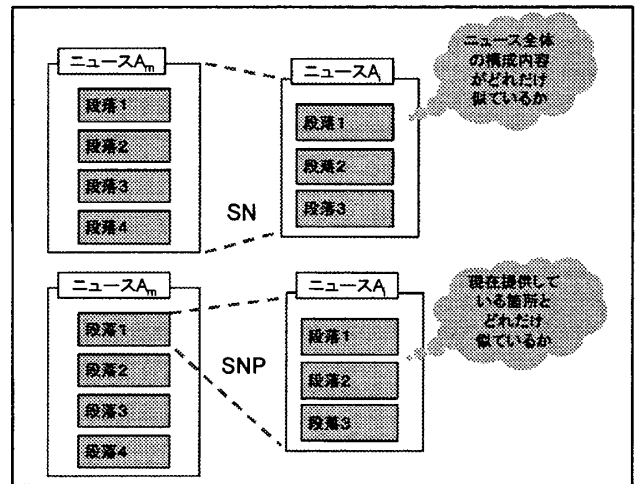 ニュースAm
段落1
段落2
段落3
段落4
SN
ニュースAi
段落1
段落2
段落3
ニュース全体
の構成内容
がどれだけ
似ているか
ニュースAm
段落1
段落2
段落3
段落4
SNP
ニュースAi
段落1
段落2
段落3
現在提供して
いる箇所と
どれだけ
似ているか